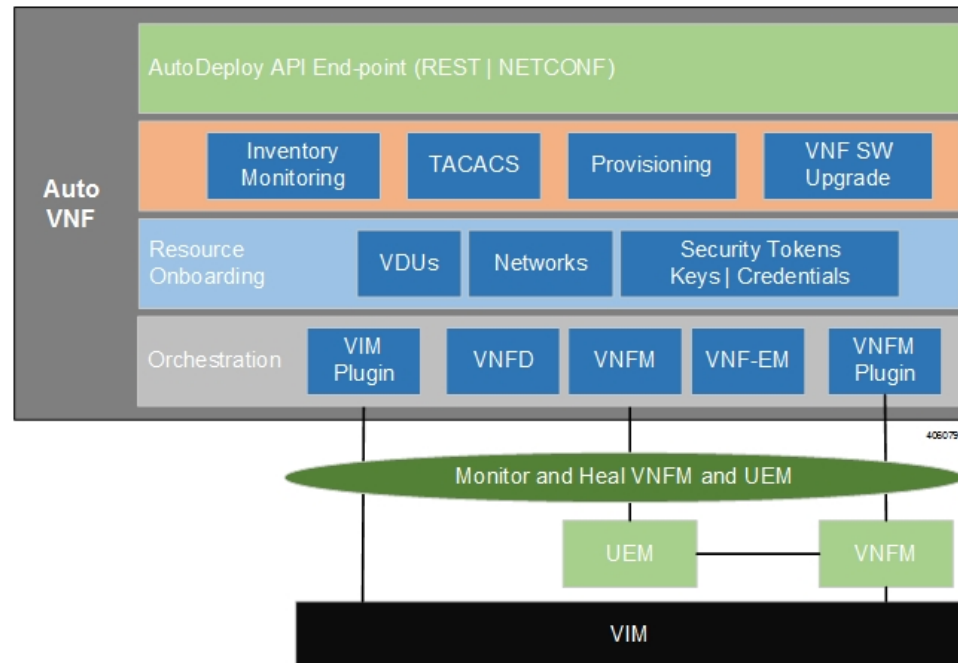 AutoDeploy API End-point (REST | NETCONF)
Auto
VNF
Inventory
Monitoring
TACACS
Provisioning
VNF SW
Upgrade
Resource
Onboarding
VDUs
Networks
Security Tokens
Keys | Credentials
Orchestration
VIM
Plugin
VNFD
VNFM
VNF-EM
VNFM
Plugin
406079
Monitor and Heal VNFM and UEM
UEM
VNFM
VIM